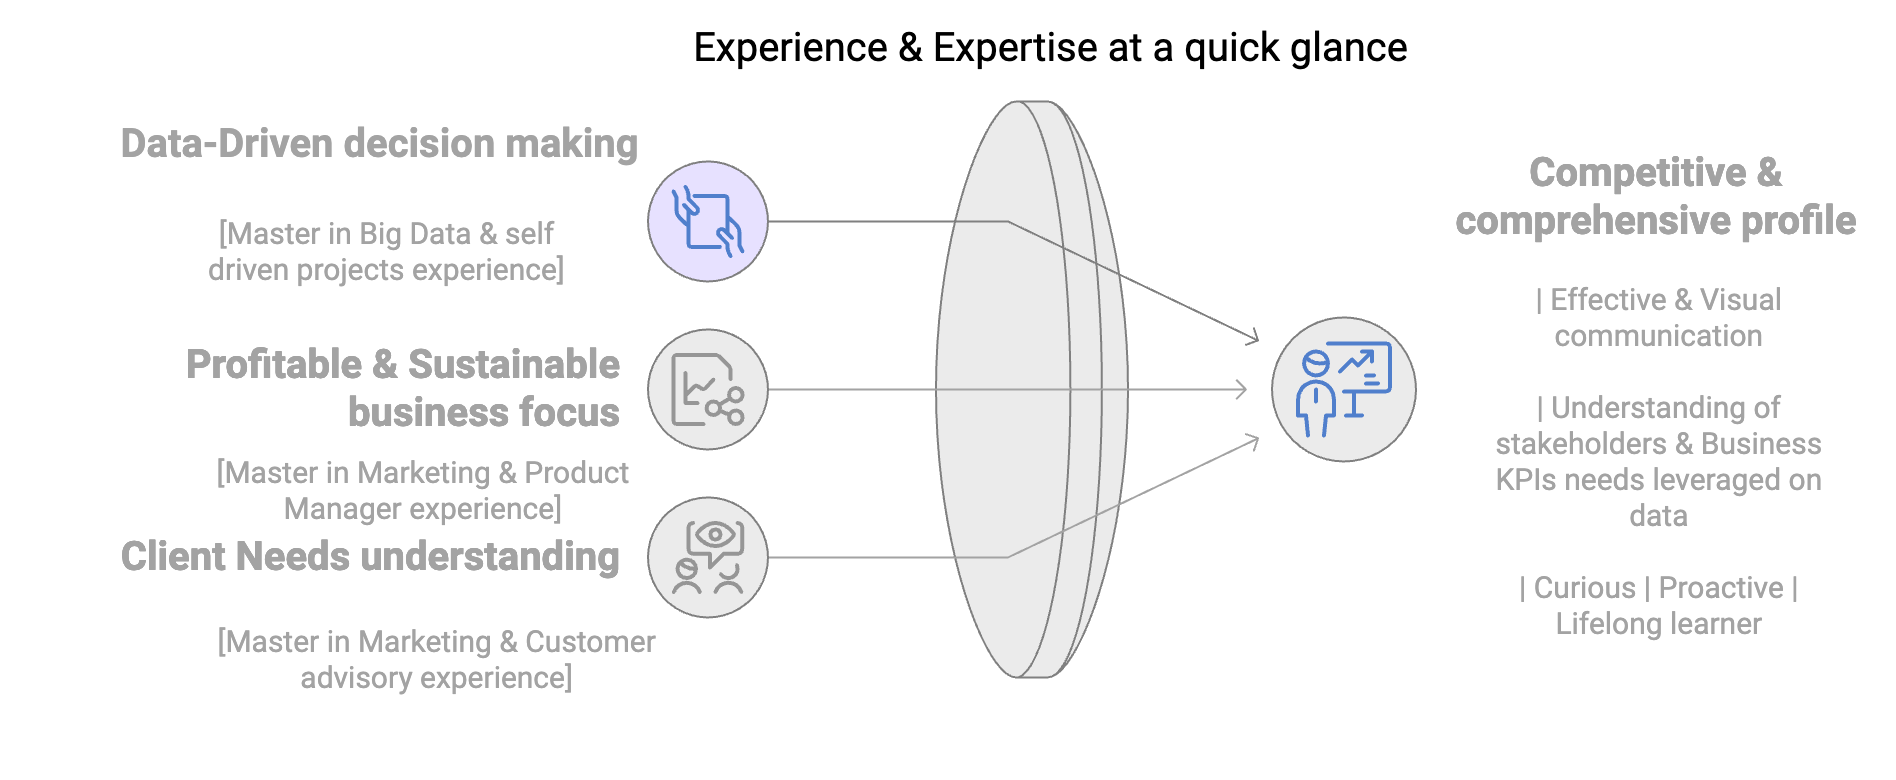 Experience & Expertise at a quick glance
Data-Driven decision making
[Master in Big Data & self
driven projects experience]
Profitable & Sustainable
business focus
[Master in Marketing & Product
Manager experience]
Client Needs understanding
[Master in Marketing & Customer
advisory experience]
Competitive &
comprehensive profile
| Effective & Visual
communication
| Understanding of
stakeholders & Business
KPIs needs leveraged on
data
| Curious | Proactive |
Lifelong learner